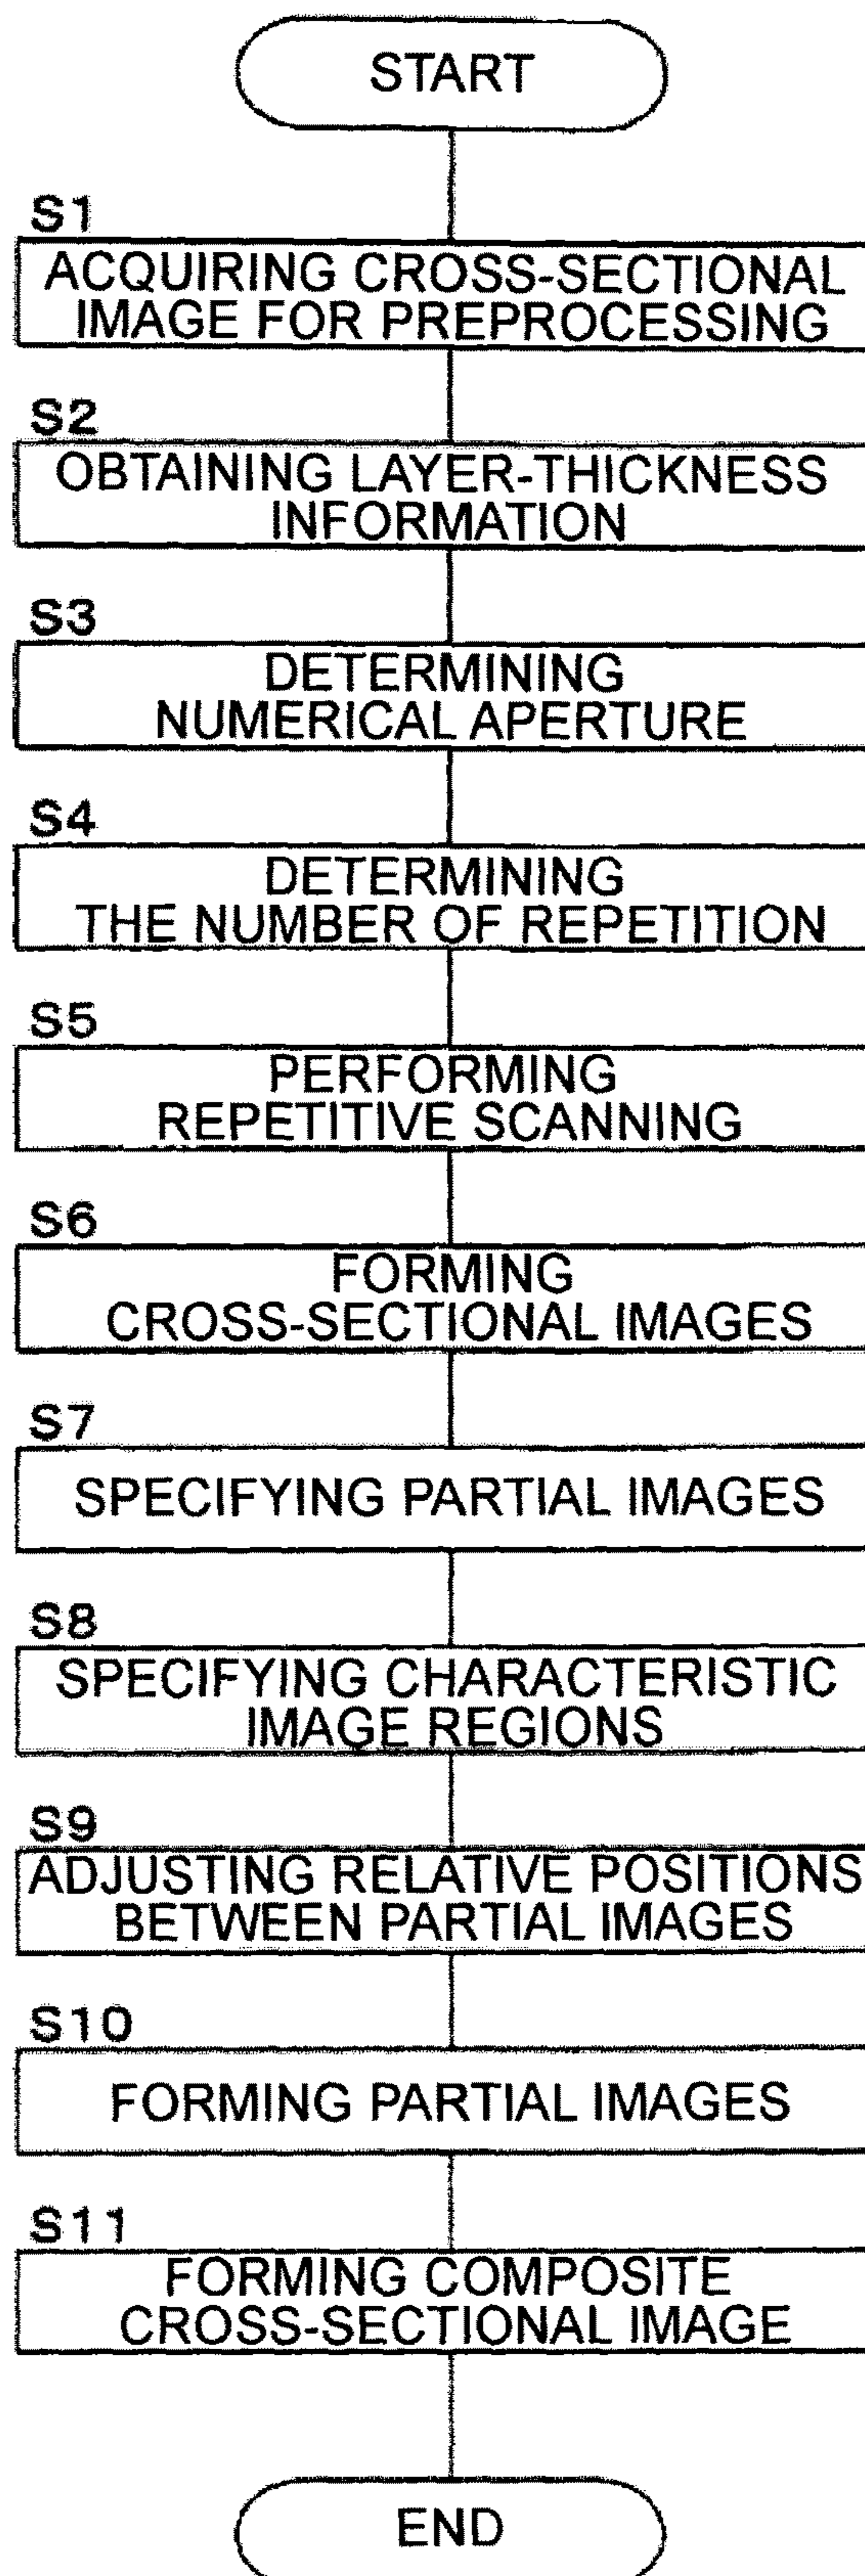 START
S1
ACQUIRING CROSS-SECTIONAL
IMAGE FOR PREPROCESSING
S2
OBTAINING LAYER-THICKNESS
INFORMATION
S3
DETERMINING
NUMERICAL APERTURE
S4
DETERMINING
THE NUMBER OF REPETITION
S5
PERFORMING
REPETITIVE SCANNING
S6
FORMING
CROSS-SECTIONAL IMAGES
S7
SPECIFYING PARTIAL IMAGES
S8
SPECIFYING CHARACTERISTIC
IMAGE REGIONS
S9
ADJUSTING RELATIVE POSITIONS
BETWEEN PARTIAL IMAGES
S10
FORMING PARTIAL IMAGES
S11
FORMING COMPOSITE
CROSS-SECTIONAL IMAGE
END